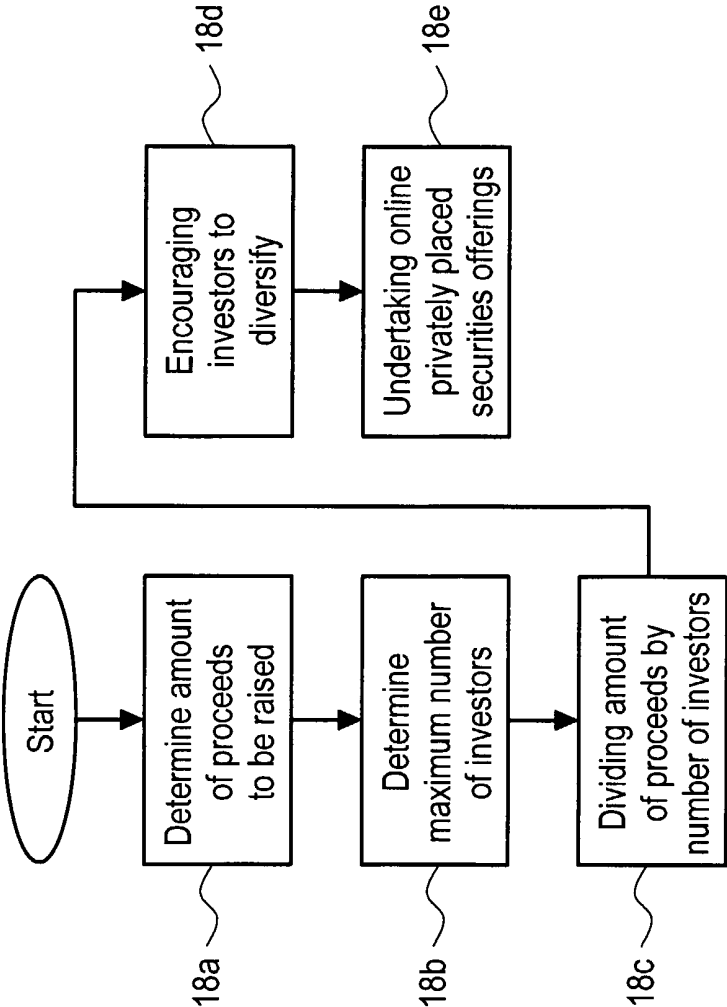 Start
18a
Determine amount
of proceeds
to be raised
18b
Determine
maximum number
of investors
18c
Dividing amount
of proceeds by
number of investors
18d
Encouraging
investors to
diversify
18e
Undertaking online
privately placed
securities offerings